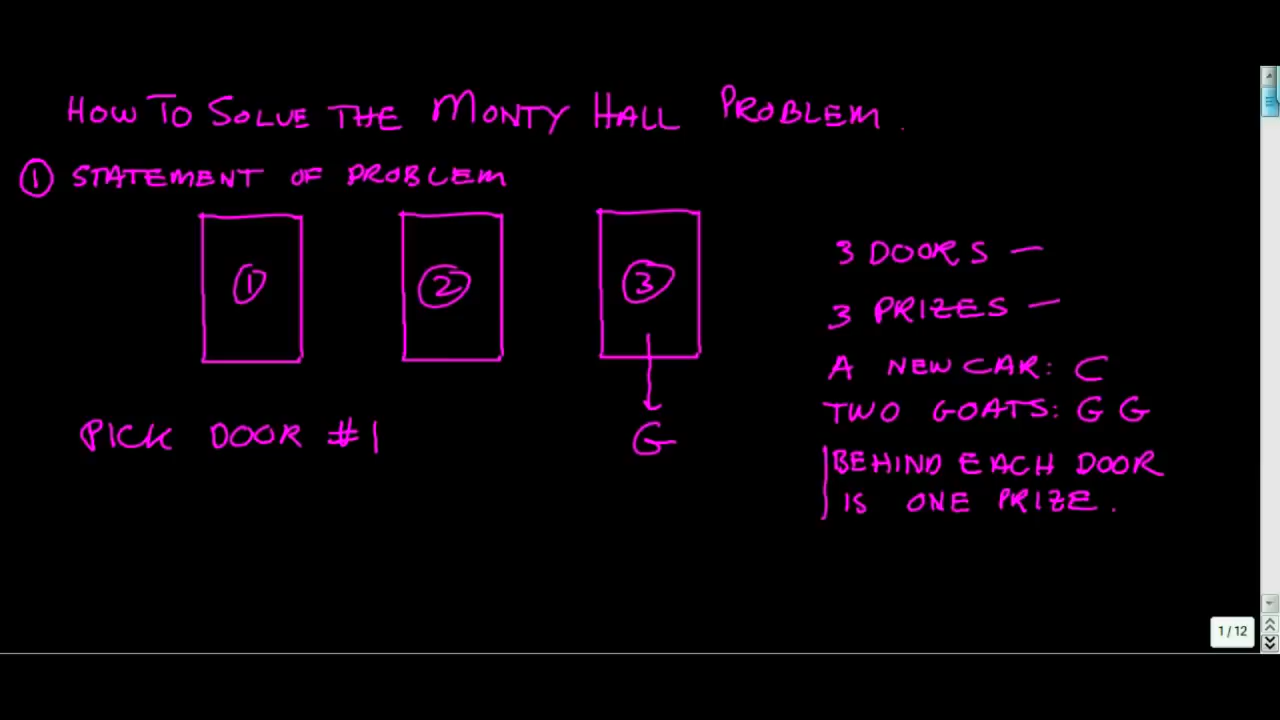 HOW TO SOLVE THE MONTY HALL PROBLEM.
① STATEMENT OF PROBLEM
① ② ③
G
PICK DOOR #1
3 DOORS —
3 PRIZES —
A NEW CAR: C
TWO GOATS: G G
BEHIND EACH DOOR
IS ONE PRIZE.
1 / 12